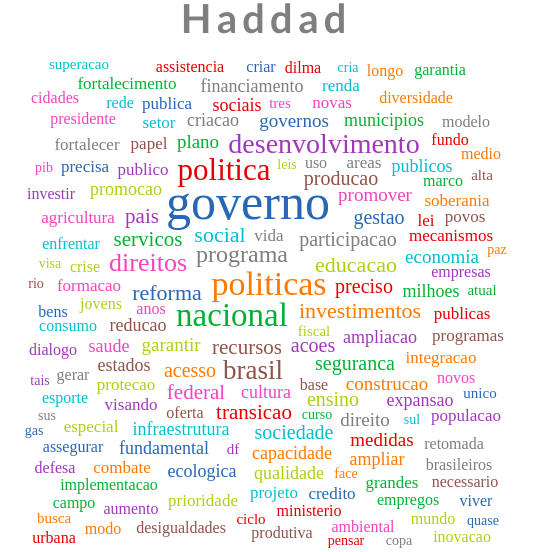 Haddad
superacao assistencia criar dilma cria longo garantia
fortalecimento financiamento renda
cidades rede publica sociais tres novas diversidade
presidente setor criacao governos municipios modelo
fortalecer papel plano desenvolvimento fundo
pib precisa publico politica leis uso areas publicos medio
investir promocao producao marco alta
agricultura pais governo promover soberania
gestao lei povos
enfrentar servicos social vida participacao mecanismos
visa crise direitos programa educacao economia paz
rio formacao politicas preciso milhoes empresas atual
bens jovens anos reforma nacional investimentos publicas
consumo reducao fiscal ampliacao programas
dialogo saude garantir recursos acoes
tais gerar estados acesso brasil seguranca integracao
esporte protecao federal cultura base construcao novos
sus visando oferta transicao ensino expansao unico
gas especial infraestrutura curso direito sul populacao
assegurar fundamental df sociedade medidas retomada
defesa combate ecologica capacidade ampliar brasileiros
implementacao qualidade face grandes necessario
campo aumento prioridade projeto credito empregos viver
busca modo desigualdades ciclo ministerio mundo quase
urbana produtiva ambiental pensar copa inovacao